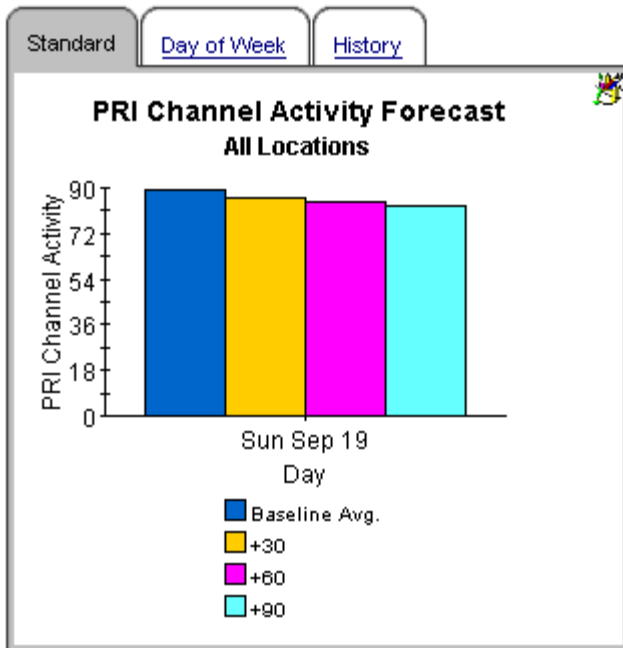 Standard
Day of Week
History
PRI Channel Activity Forecast
All Locations
PRI Channel Activity
90
72
54
36
18
0
Sun Sep 19
Day
Baseline Avg.
+30
+60
+90